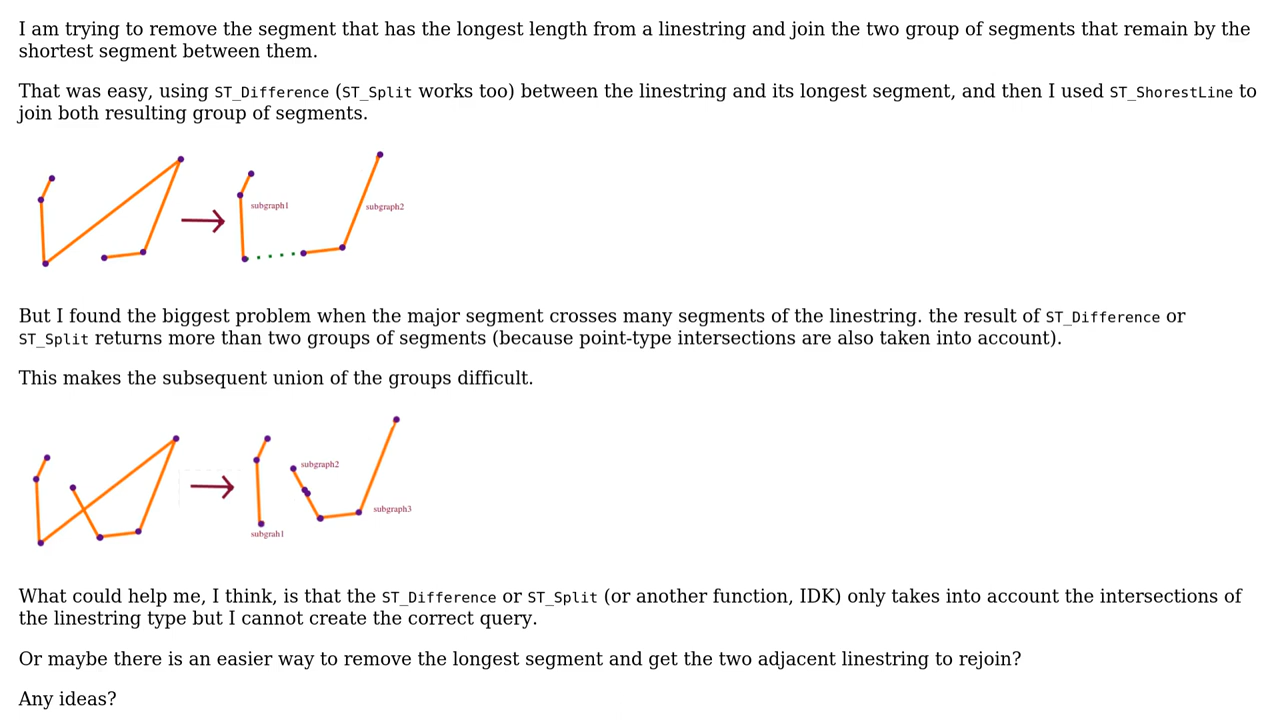 I am trying to remove the segment that has the longest length from a linestring and join the two group of segments that remain by the
shortest segment between them.
That was easy, using ST_Difference (ST_Split works too) between the linestring and its longest segment, and then I used ST_ShorestLine to
join both resulting group of segments.
subgraph1
subgraph2
But I found the biggest problem when the major segment crosses many segments of the linestring. the result of ST_Difference or
ST_Split returns more than two groups of segments (because point-type intersections are also taken into account).
This makes the subsequent union of the groups difficult.
subgraph2
subgraph3
subgrah1
What could help me, I think, is that the ST_Difference or ST_Split (or another function, IDK) only takes into account the intersections of
the linestring type but I cannot create the correct query.
Or maybe there is an easier way to remove the longest segment and get the two adjacent linestring to rejoin?
Any ideas?